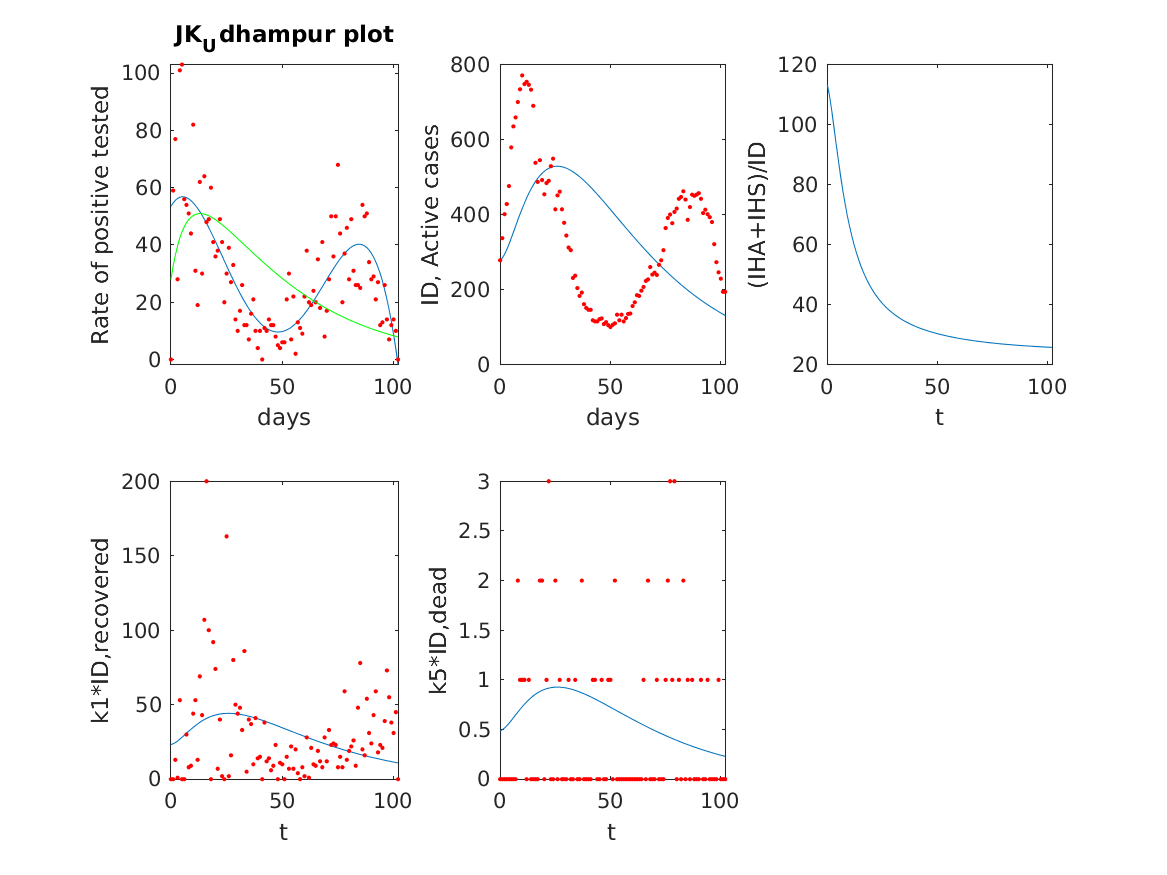 JK_Udhampur plot
100
80
60
40
20
0
Rate of positive tested
0 50 100
days
800
600
400
200
0
ID, Active cases
0 50 100
days
120
100
80
60
40
20
(IHA+IHS)/ID
0 50 100
t
200
150
100
50
0
k1*ID,recovered
0 50 100
t
3
2.5
2
1.5
1
0.5
0
k5*ID,dead
0 50 100
t